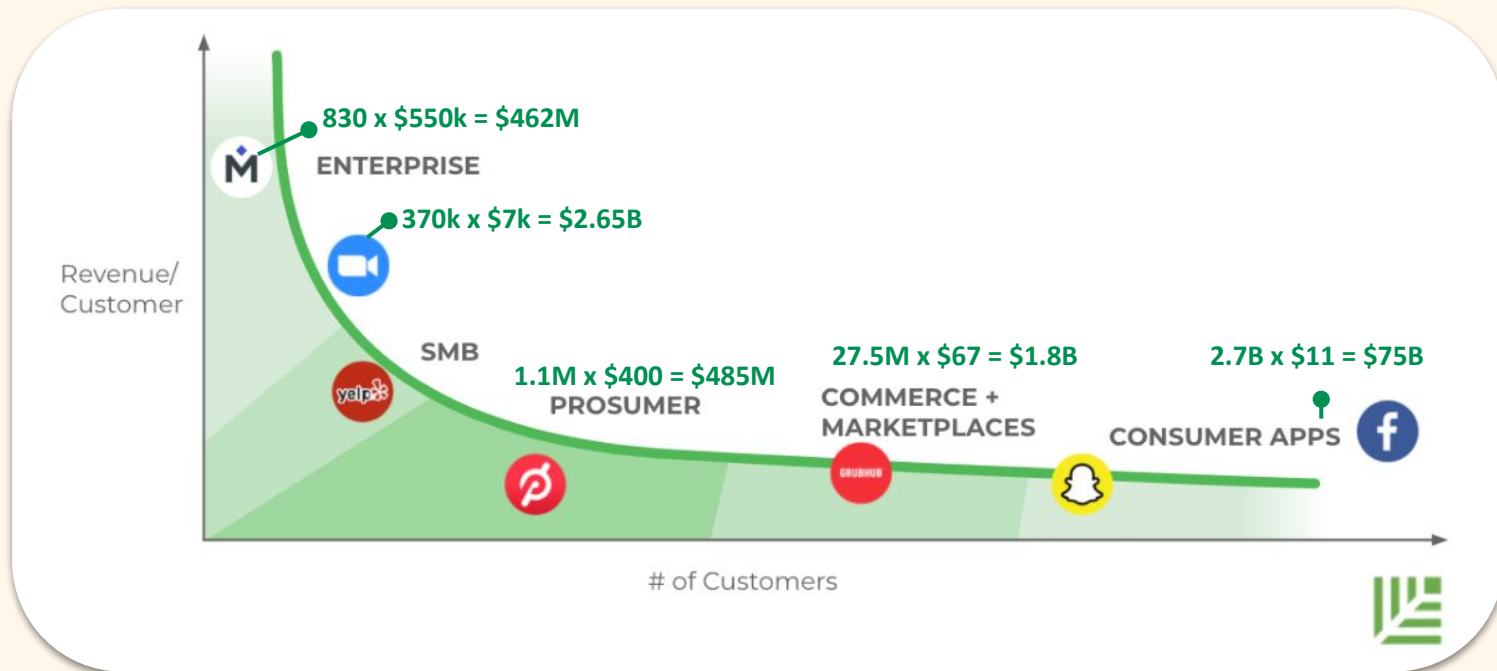 830 x $550k = $462M
M
ENTERPRISE
370k x $7k = $2.65B
Revenue/
Customer
SMB
yelp
1.1M x $400 = $485M
PROSUMER
27.5M x $67 = $1.8B
COMMERCE +
MARKETPLACES
GRUBHUB
2.7B x $11 = $75B
CONSUMER APPS
f
# of Customers